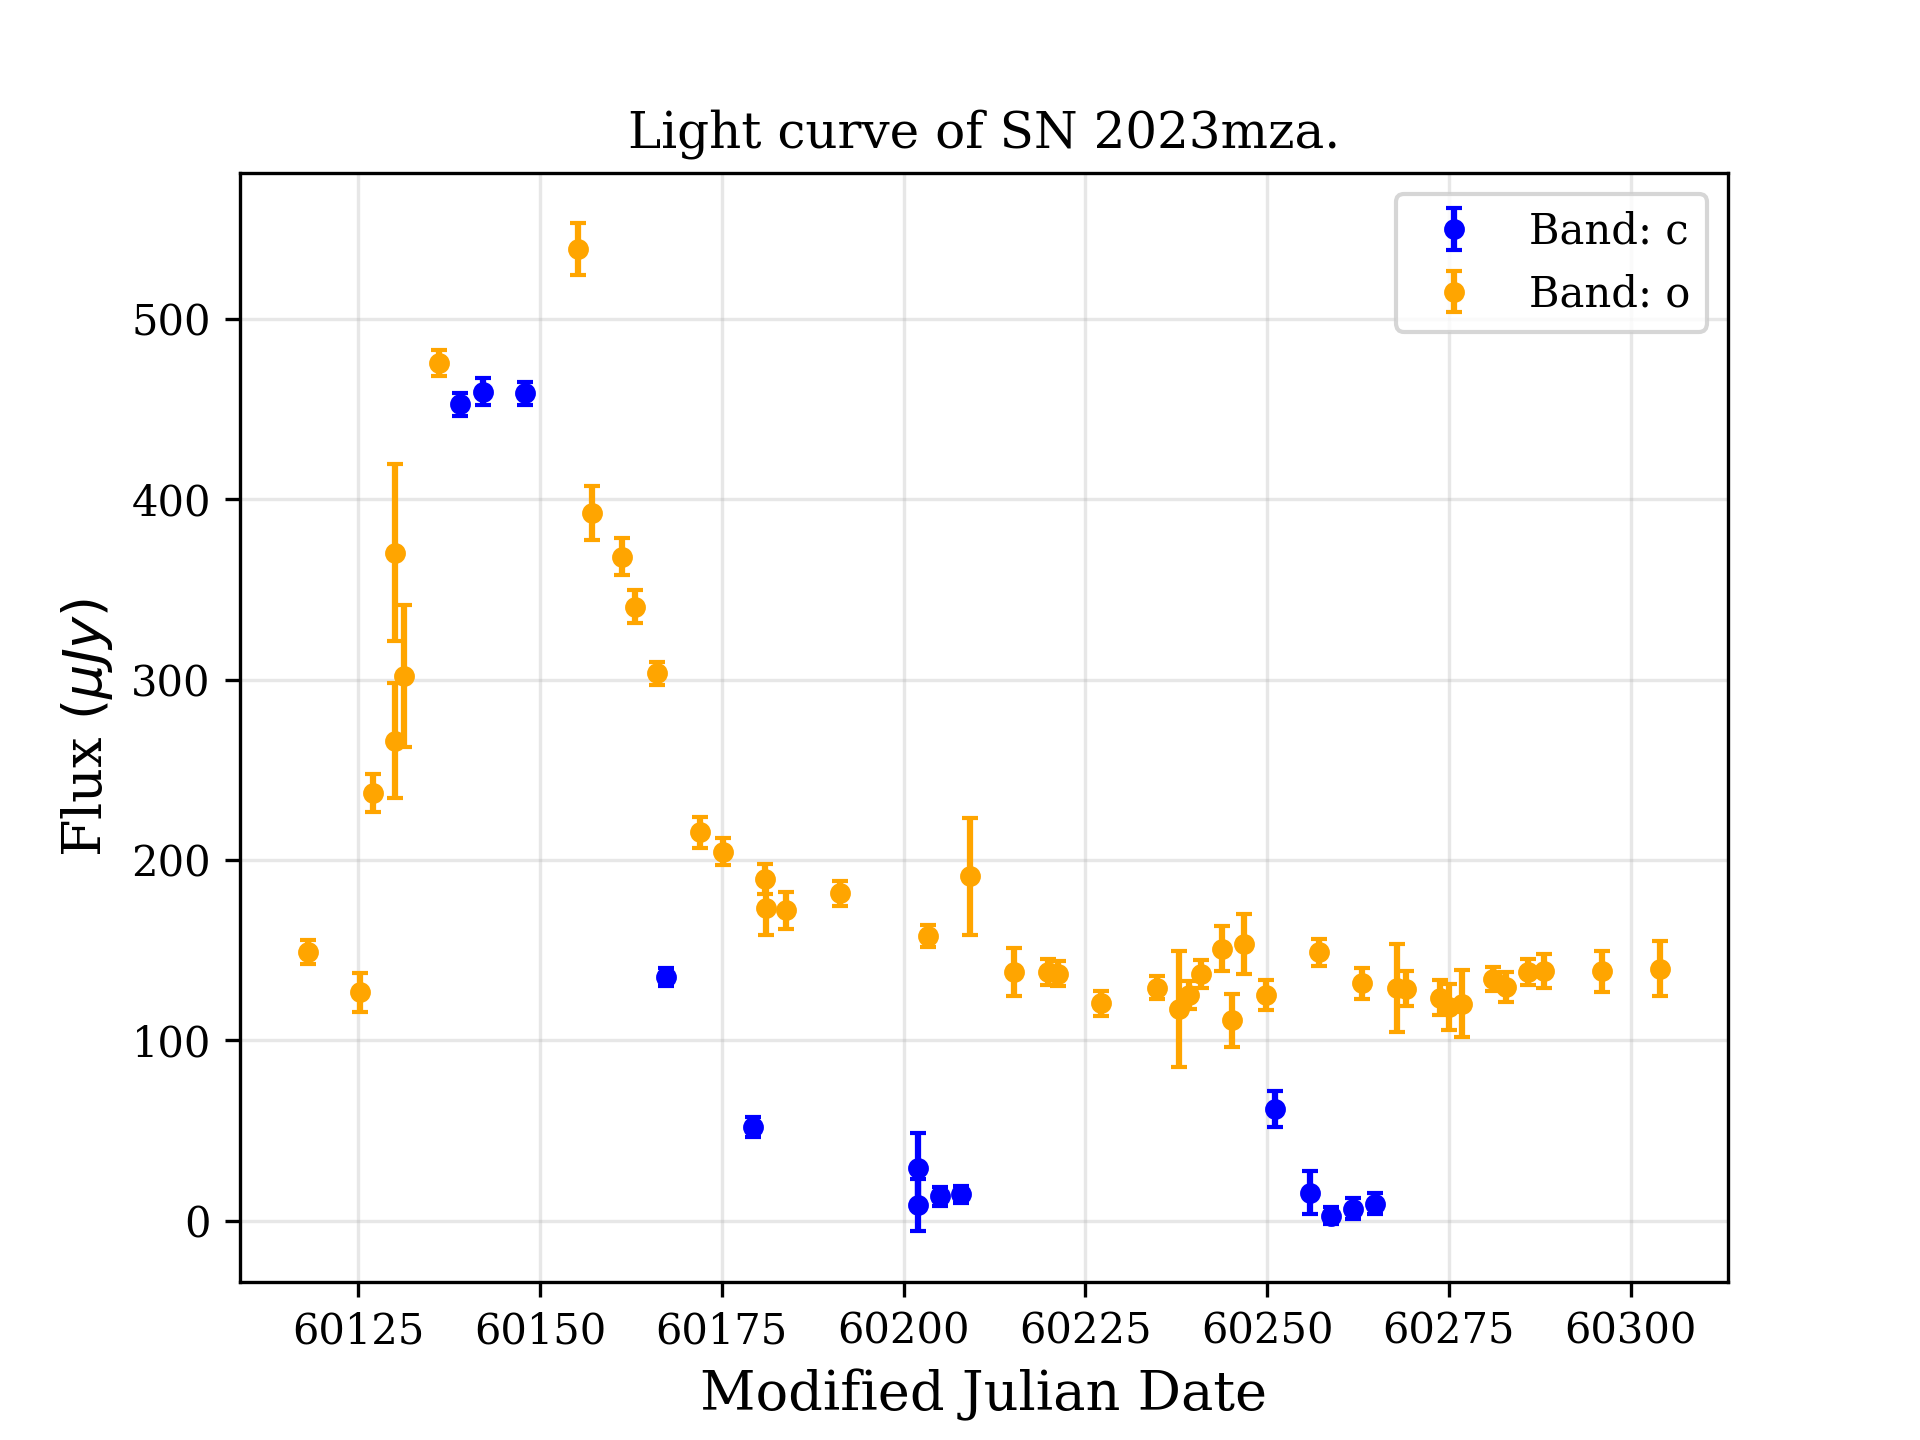 Light curve of SN 2023mza.
Band: c
Band: o
Flux (μJy)
500
400
300
200
100
0
60125 60150 60175 60200 60225 60250 60275 60300
Modified Julian Date